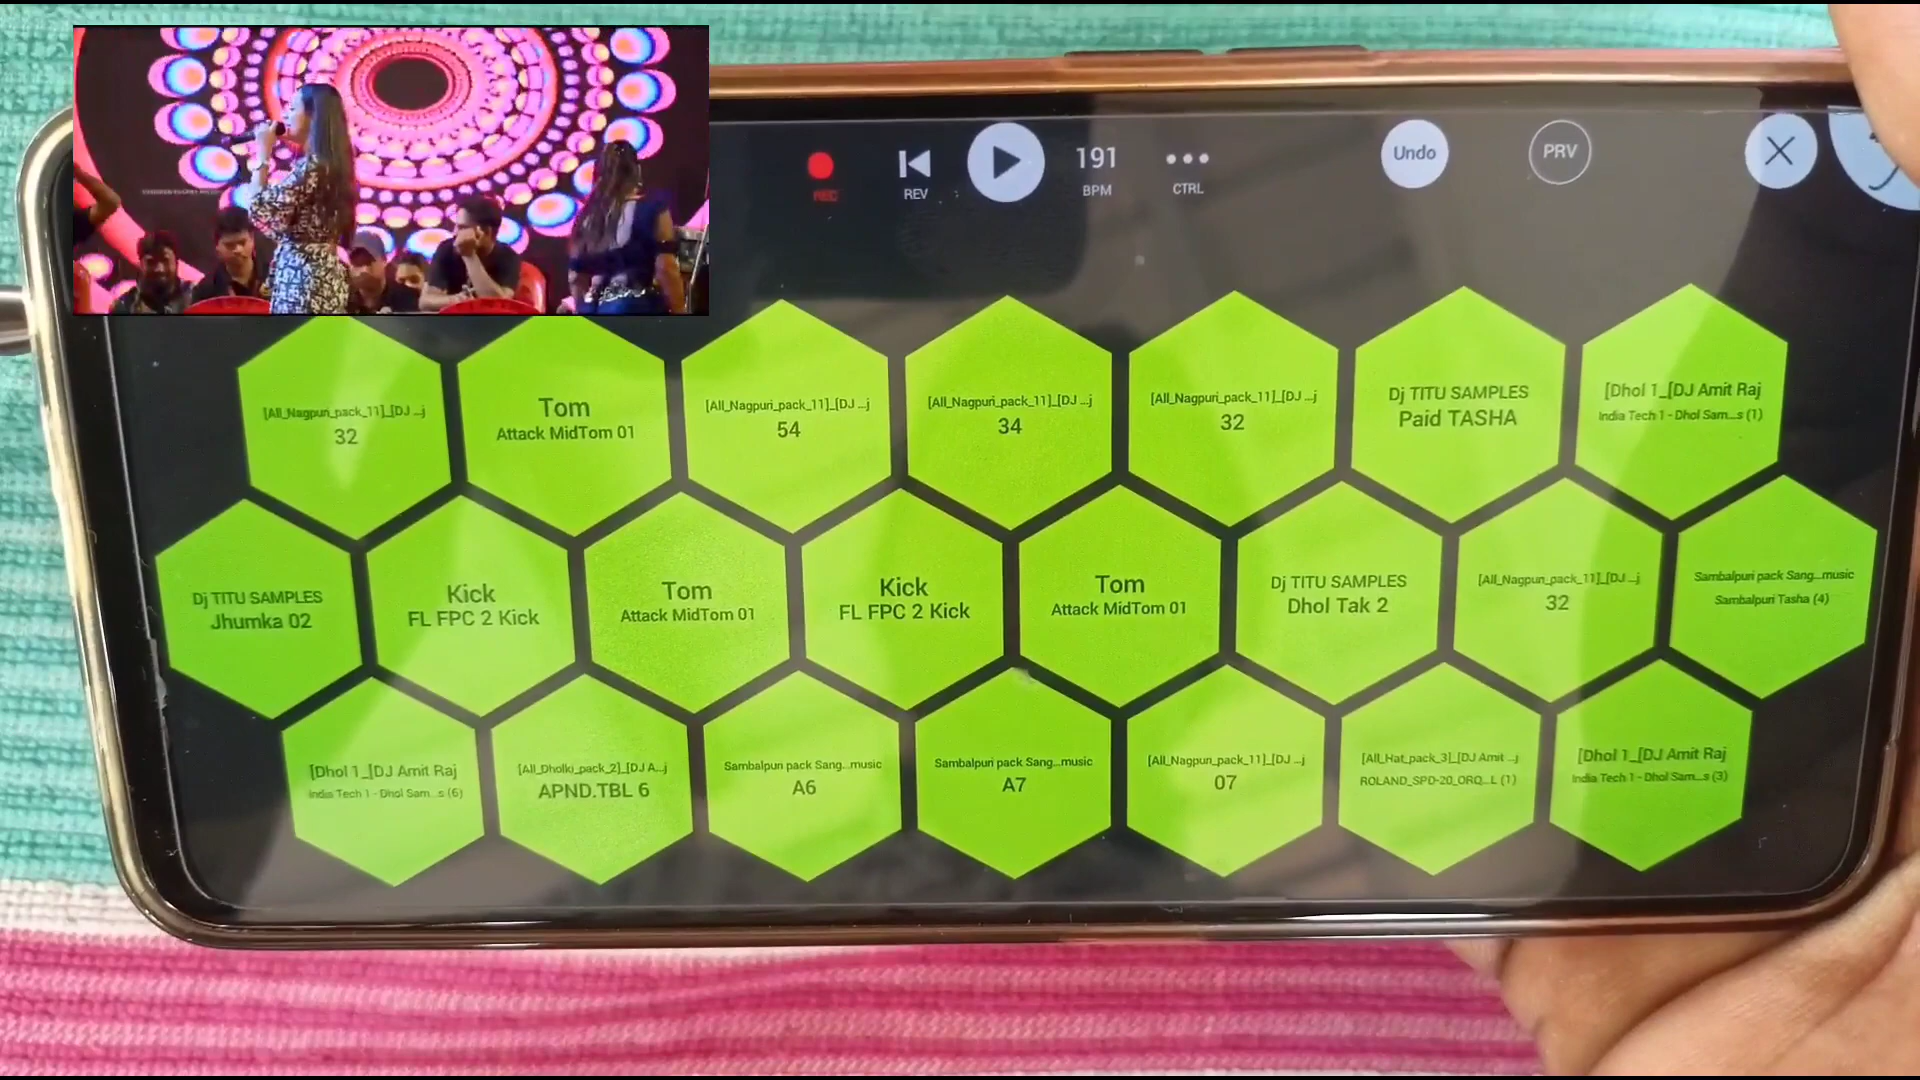 REC
REV
191
BPM
•••
CTRL
Undo
PRV
[All_Nagpuri_pack_11]_[DJ ...j
32
Tom
Attack MidTom 01
[All_Nagpuri_pack_11]_[DJ ...j
54
[All_Nagpuri_pack_11]_[DJ ...j
34
[All_Nagpuri_pack_11]_[DJ ...j
32
Dj TITU SAMPLES
Paid TASHA
[Dhol 1_[DJ Amit Raj
India Tech 1 - Dhol Sam...s (1)
Dj TITU SAMPLES
Jhumka 02
Kick
FL FPC 2 Kick
Tom
Attack MidTom 01
Kick
FL FPC 2 Kick
Tom
Attack MidTom 01
Dj TITU SAMPLES
Dhol Tak 2
[All_Nagpuri_pack_11]_[DJ ...j
32
Sambalpuri pack Sang...music
Sambalpuri Tasha (4)
[Dhol 1_[DJ Amit Raj
India Tech 1 - Dhol Sam...s (6)
[All_Dholki_pack_2]_[DJ A...j
APND.TBL 6
Sambalpuri pack Sang...music
A6
Sambalpuri pack Sang...music
A7
[All_Nagpuri_pack_11]_[DJ ...j
07
[All_Hat_pack_3]_[DJ Amit ...j
ROLAND_SPD-20_ORQ...L (1)
[Dhol 1_[DJ Amit Raj
India Tech 1 - Dhol Sam...s (3)